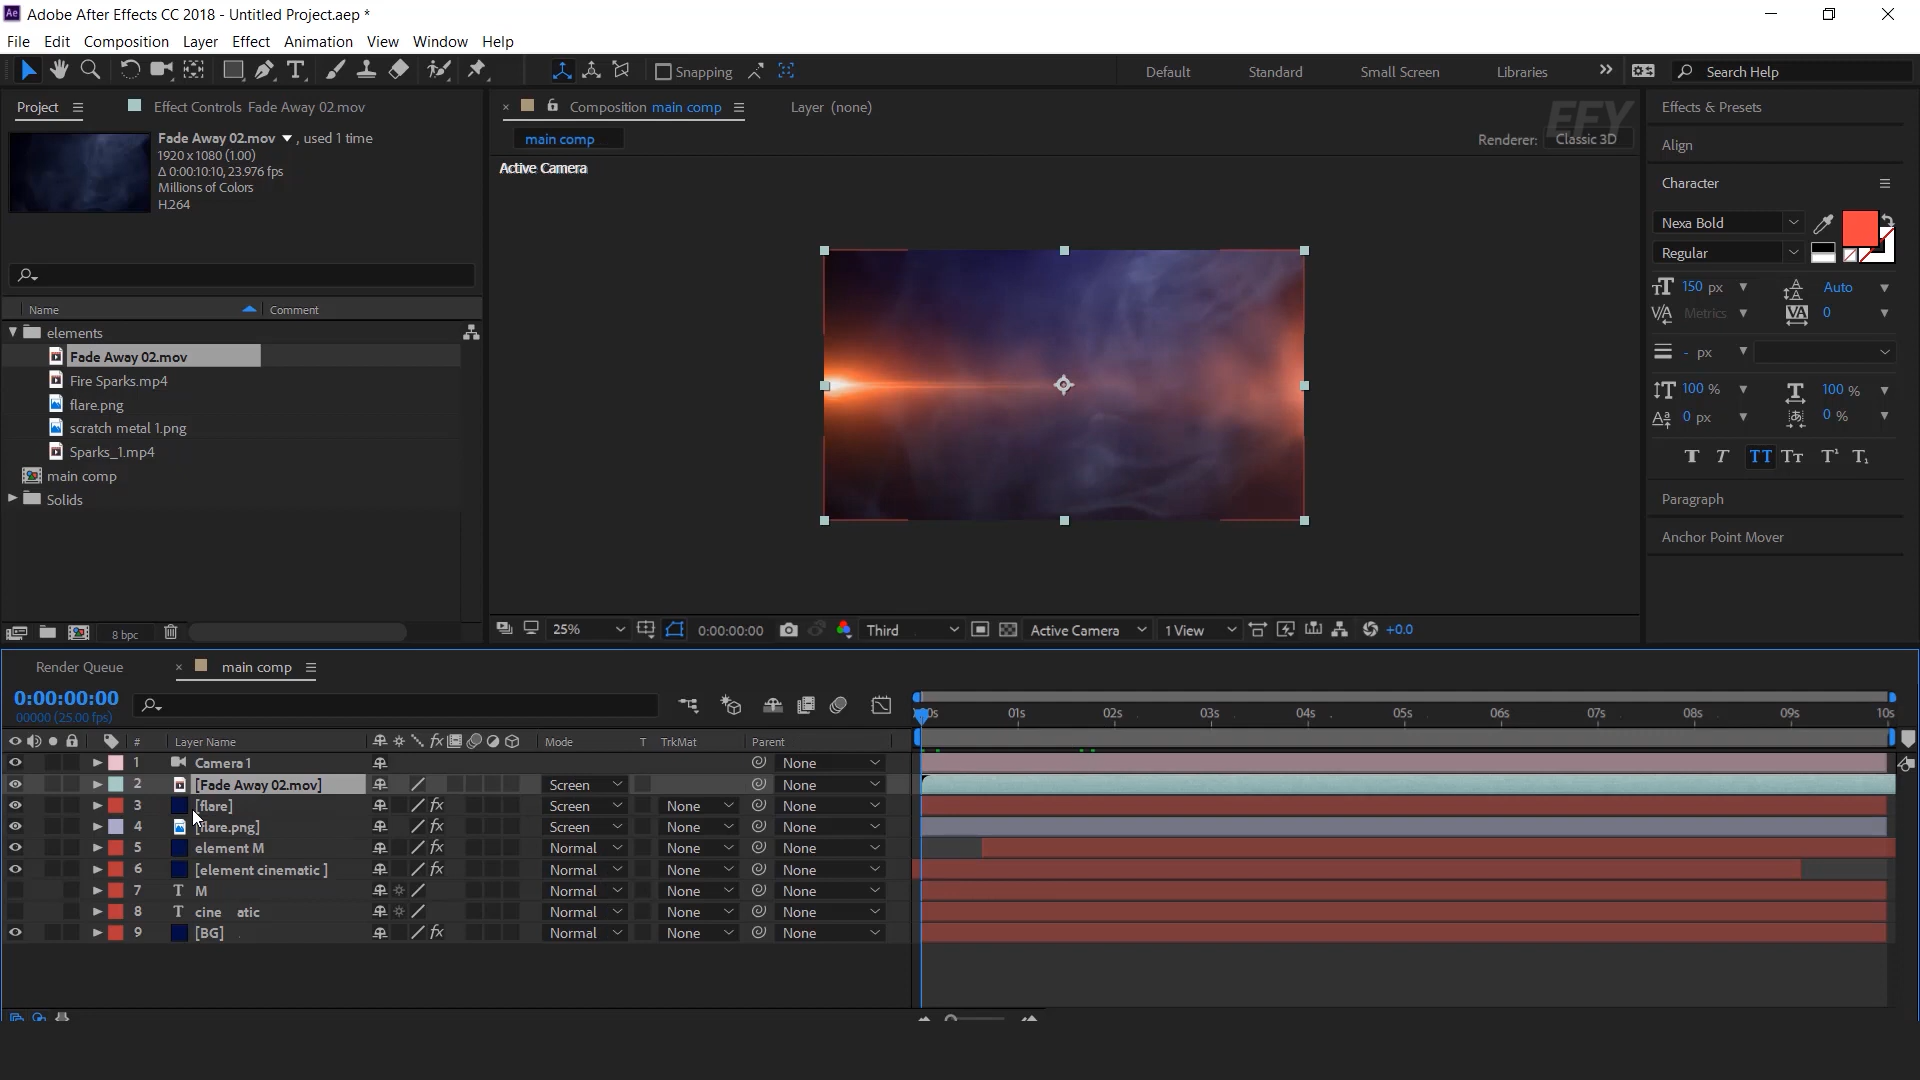 Adobe After Effects CC 2018 - Untitled Project.aep *
File Edit Composition Layer Effect Animation View Window Help
Snapping
Default Standard Small Screen Libraries
Search Help
Project
Effect Controls Fade Away 02.mov
Fade Away 02.mov , used 1 time
1920 x 1080 (1.00)
Δ 0:00:10:10, 23.976 fps
Millions of Colors
H.264
Name Comment
elements
Fade Away 02.mov
Fire Sparks.mp4
flare.png
scratch metal 1.png
Sparks_1.mp4
main comp
Solids
8 bpc
Composition main comp
Layer (none)
main comp
EFY
Renderer: Classic 3D
Active Camera
25% 0:00:00:00 Third Active Camera 1 View +0.0
Effects & Presets
Align
Character
Nexa Bold
Regular
150 px Auto
Metrics 0
- px
100 % 100 %
0 px 0 %
T T TT Tt T¹ T₁
Paragraph
Anchor Point Mover
Render Queue main comp
0:00:00:00
00000 (25.00 fps)
01s 02s 03s 04s 05s 06s 07s 08s 09s 10s
# Layer Name Mode T TrkMat Parent
1 Camera 1 None
2 [Fade Away 02.mov] Screen None
3 [flare] Screen None None
4 [flare.png] Screen None None
5 element M Normal None None
6 [element cinematic ] Normal None None
7 M Normal None None
8 cine atic Normal None None
9 [BG] Normal None None